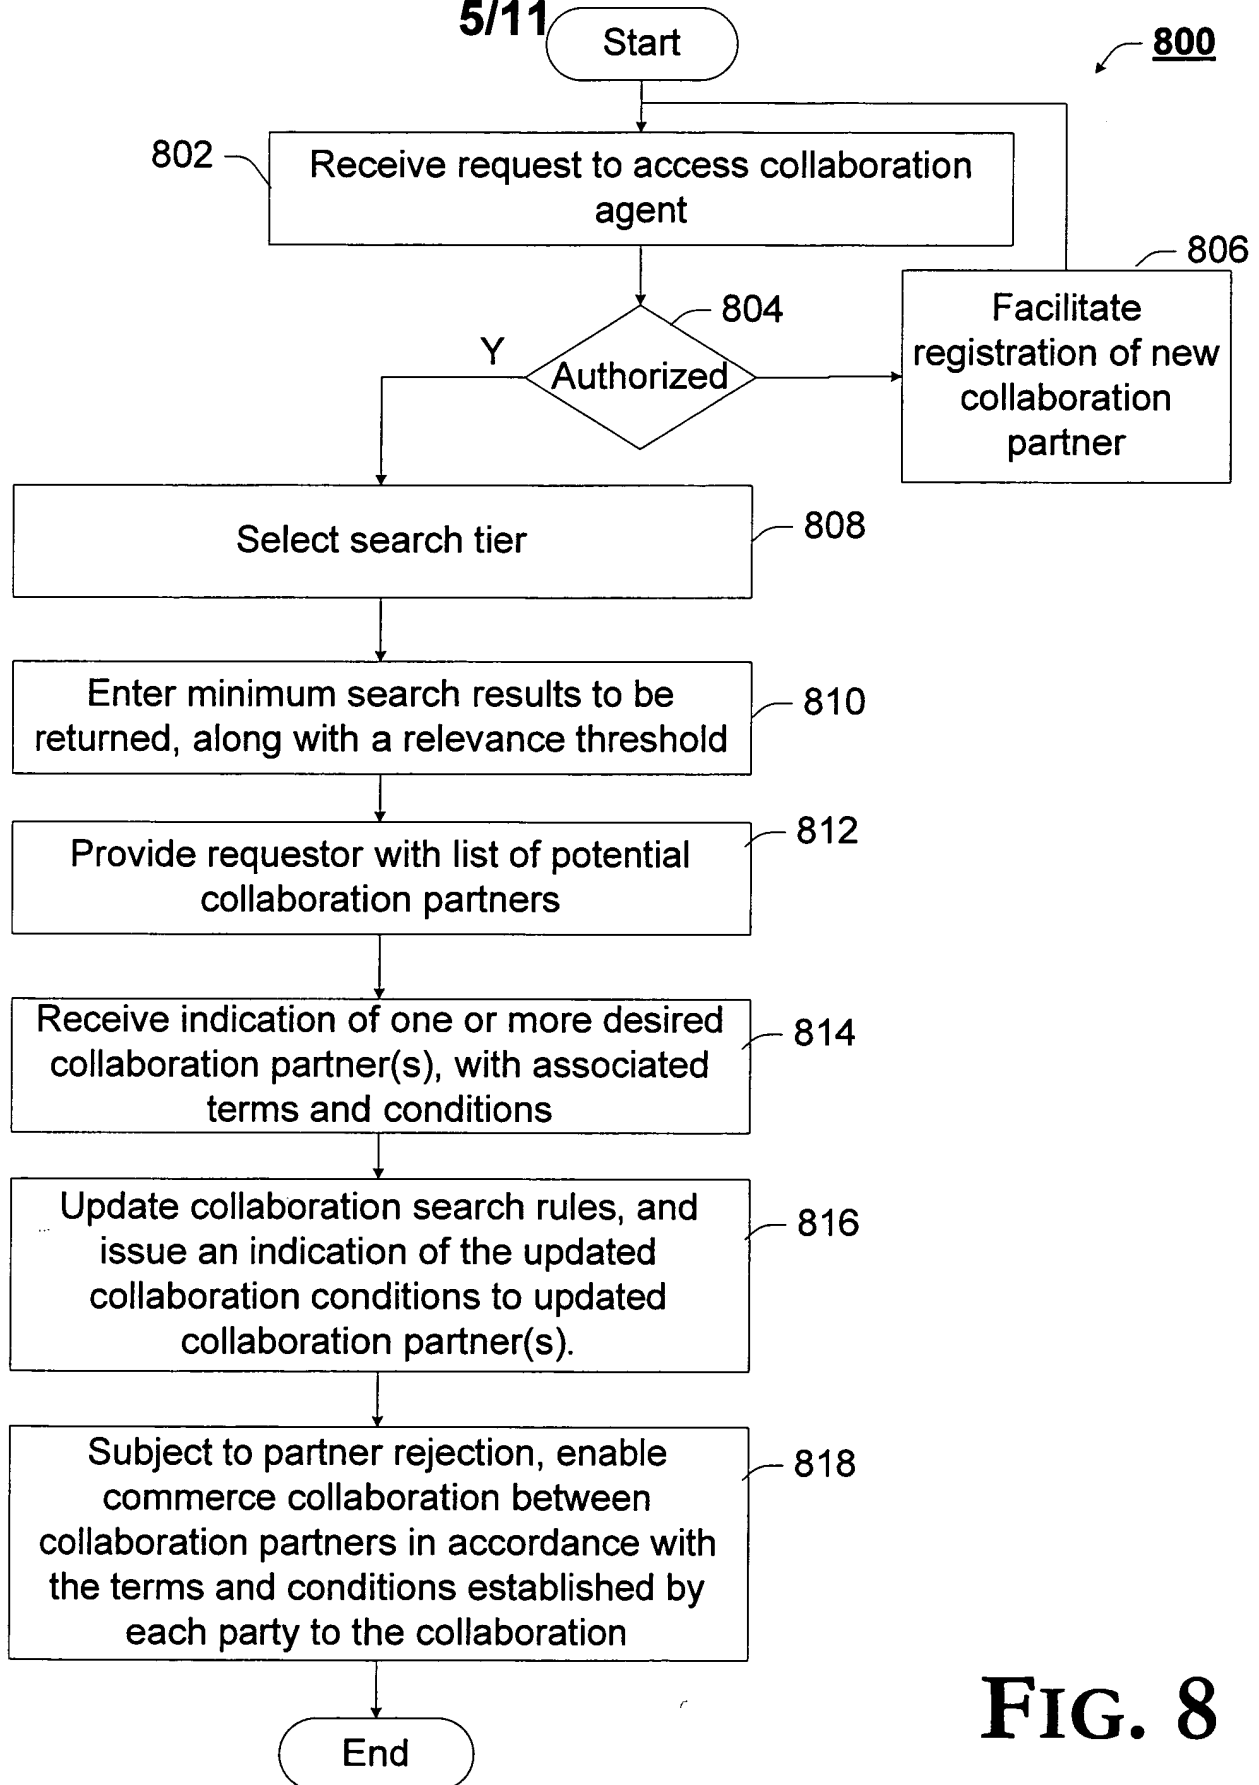 5/11
Start
800
802
Receive request to access collaboration
agent
804
Y
Authorized
806
Facilitate
registration of new
collaboration
partner
Select search tier
808
Enter minimum search results to be
returned, along with a relevance threshold
810
Provide requestor with list of potential
collaboration partners
812
Receive indication of one or more desired
collaboration partner(s), with associated
terms and conditions
814
Update collaboration search rules, and
issue an indication of the updated
collaboration conditions to updated
collaboration partner(s).
816
Subject to partner rejection, enable
commerce collaboration between
collaboration partners in accordance with
the terms and conditions established by
each party to the collaboration
818
End
FIG. 8